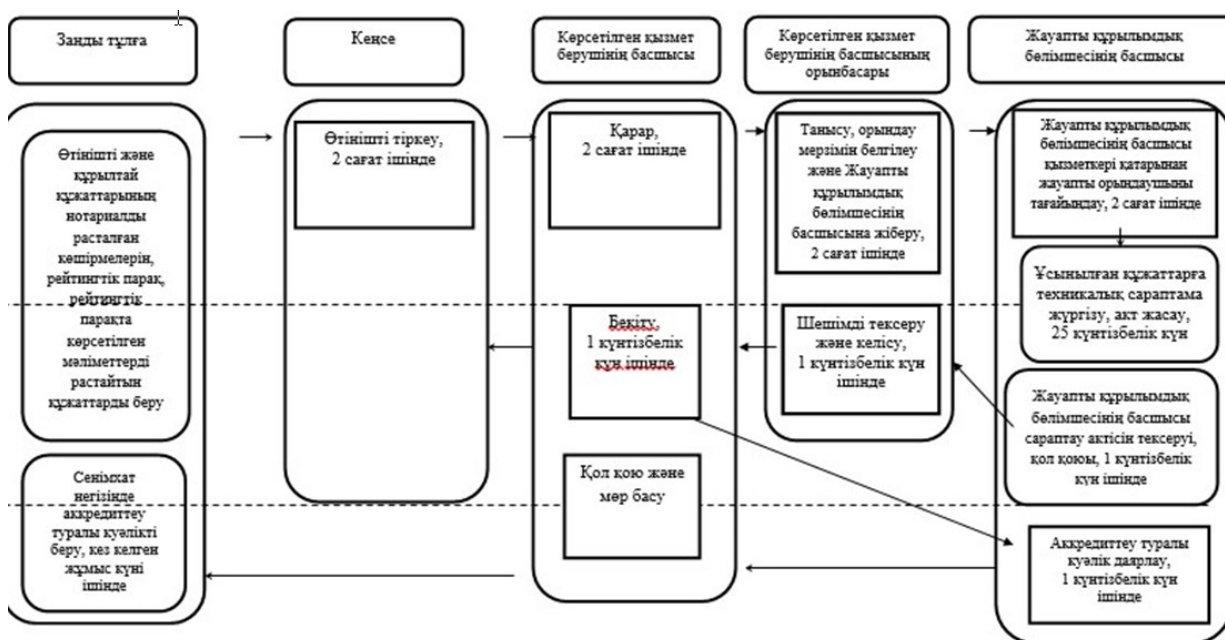 Заңды тұлға
Кеңсе
Көрсетілген қызмет
берушінің басшысы
Көрсетілген қызмет
берушінің басшысының
орынбасары
Жауапты құрылымдық
бөлімшесінің басшысы
Өтінішті және
құрылтай
құжаттарының
нотариалды
расталған
көшірмелерін,
рейтингтік парақ,
рейтингтік
парақта
көрсетілген
мәліметтерді
растайтын
құжаттарды беру
Өтінішті тіркеу,
2 сағат ішінде
Қарар,
2 сағат ішінде
Танысу, орындау
мерзімін белгілеу
және Жауапты
құрылымдық
бөлімшесінің
басшысына жіберу,
2 сағат ішінде
Жауапты құрылымдық
бөлімшесінің басшысы
қызметкері қатарынан
жауапты орындаушыны
тағайындау, 2 сағат ішінде
Ұсынылған құжаттарға
техникалық сараптама
жүргізу, акт жасау,
25 күнтізбелік күн
Бекіту,
1 күнтізбелік
күн ішінде
Шешімді тексеру
және келісу,
1 күнтізбелік күн
ішінде
Жауапты құрылымдық
бөлімшесінің басшысы
сараптау актісін тексеруі,
қол қоюы, 1 күнтізбелік
күн ішінде
Сенімхат
негізінде
аккредиттеу
туралы куәлікті
беру, кез келген
жұмыс күні
ішінде
Қол қою және
мөр басу
Аккредиттеу туралы
куәлік даярлау,
1 күнтізбелік күн
ішінде